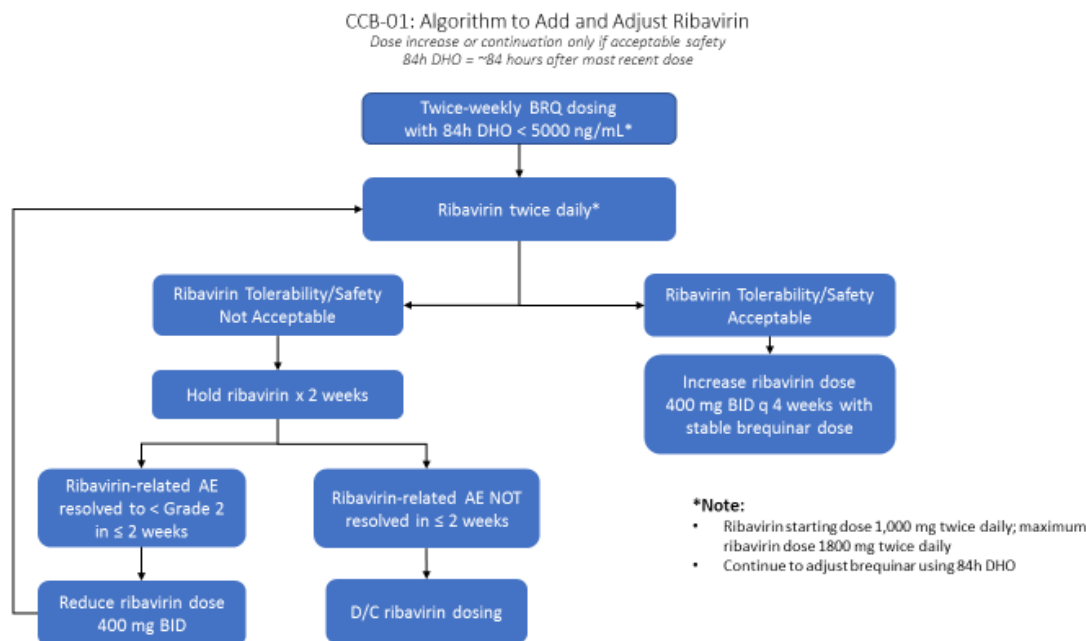 CCB-01: Algorithm to Add and Adjust Ribavirin
Dose increase or continuation only if acceptable safety
84h DHO = ~84 hours after most recent dose
Twice-weekly BRQ dosing
with 84h DHO < 5000 ng/mL*
Ribavirin twice daily*
Ribavirin Tolerability/Safety
Not Acceptable
Ribavirin Tolerability/Safety
Acceptable
Hold ribavirin x 2 weeks
Increase ribavirin dose
400 mg BID q 4 weeks with
stable brequinar dose
Ribavirin-related AE
resolved to < Grade 2
in ≤ 2 weeks
Ribavirin-related AE NOT
resolved in ≤ 2 weeks
Reduce ribavirin dose
400 mg BID
D/C ribavirin dosing
*Note:
• Ribavirin starting dose 1,000 mg twice daily; maximum
ribavirin dose 1800 mg twice daily
• Continue to adjust brequinar using 84h DHO